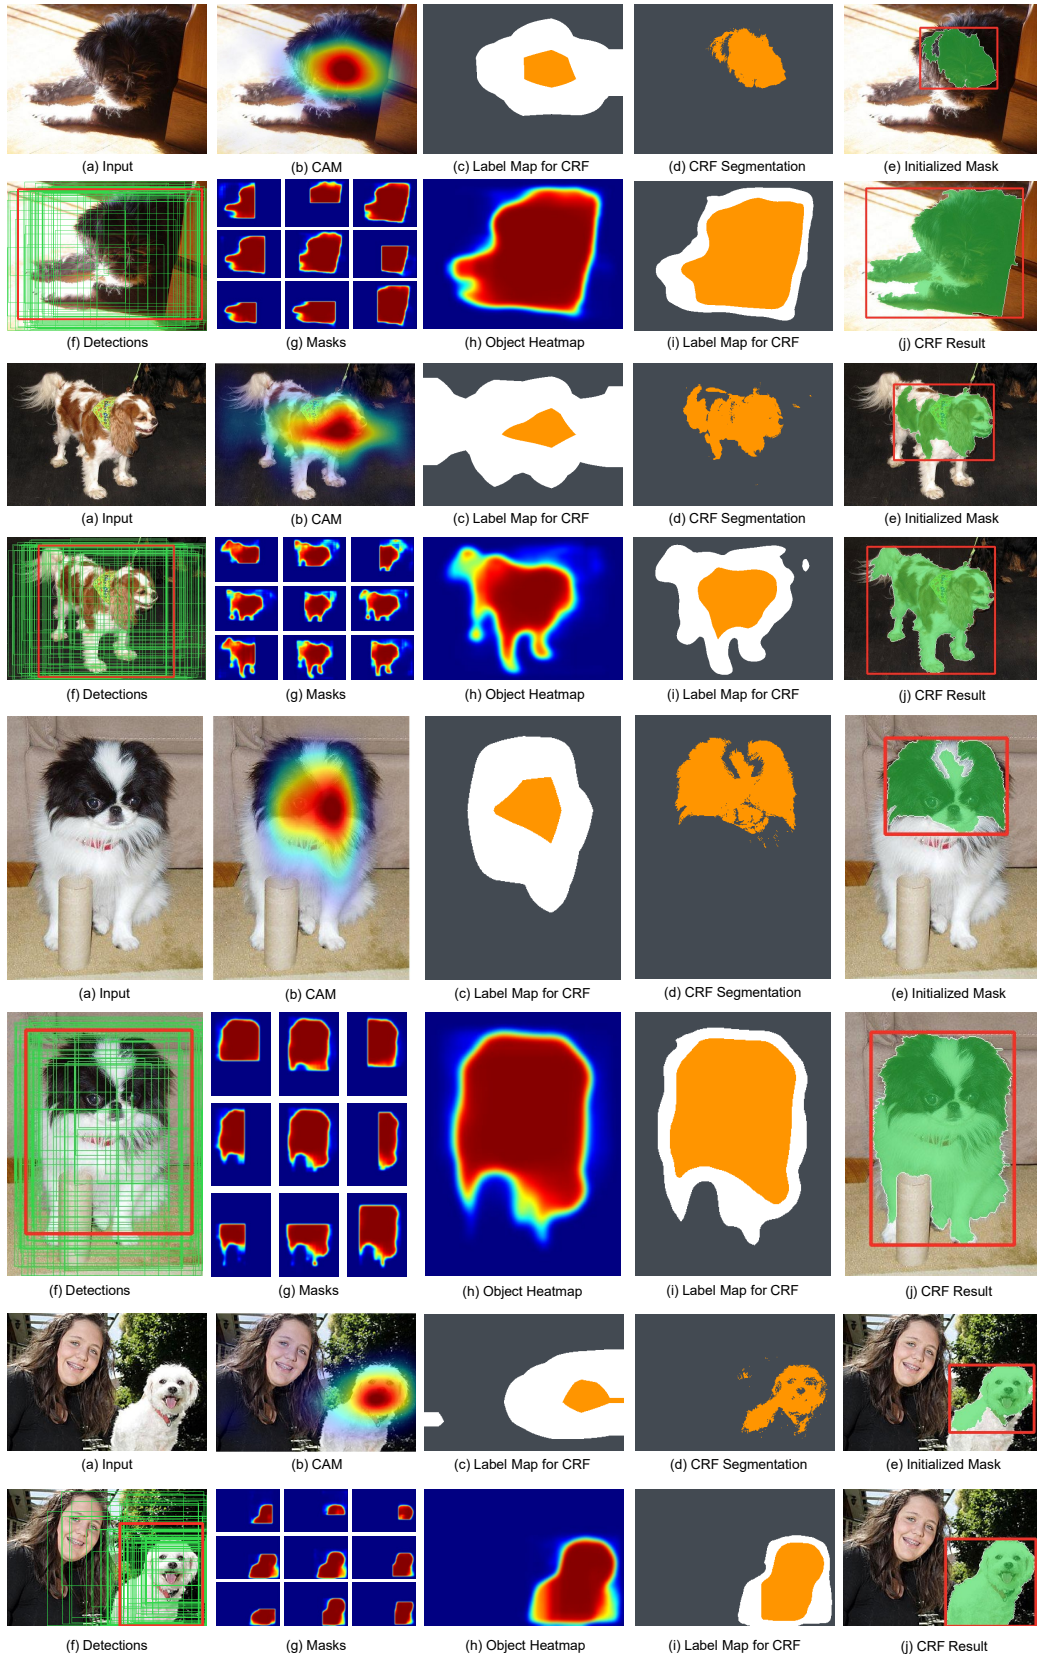 (a) Input (b) CAM (c) Label Map for CRF (d) CRF Segmentation (e) Initialized Mask
(f) Detections (g) Masks (h) Object Heatmap (i) Label Map for CRF (j) CRF Result
(a) Input (b) CAM (c) Label Map for CRF (d) CRF Segmentation (e) Initialized Mask
(f) Detections (g) Masks (h) Object Heatmap (i) Label Map for CRF (j) CRF Result
(a) Input (b) CAM (c) Label Map for CRF (d) CRF Segmentation (e) Initialized Mask
(f) Detections (g) Masks (h) Object Heatmap (i) Label Map for CRF (j) CRF Result
(a) Input (b) CAM (c) Label Map for CRF (d) CRF Segmentation (e) Initialized Mask
(f) Detections (g) Masks (h) Object Heatmap (i) Label Map for CRF (j) CRF Result